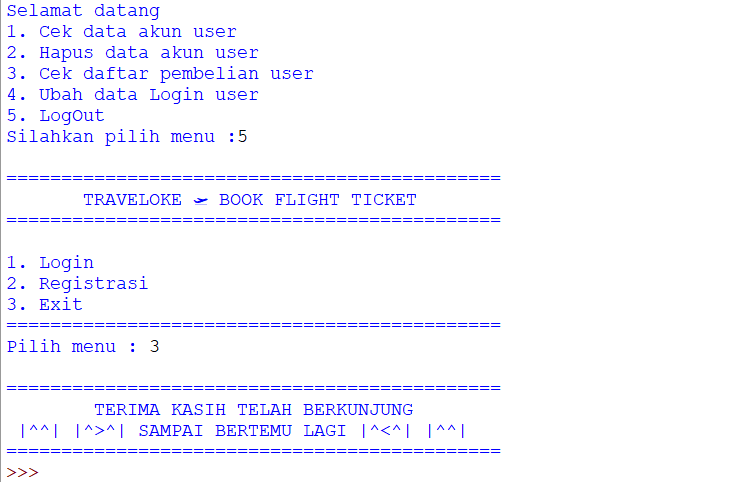 Selamat datang
1. Cek data akun user
2. Hapus data akun user
3. Cek daftar pembelian user
4. Ubah data Login user
5. LogOut
Silahkan pilih menu :5
=============================================
TRAVELOKE 🛩 BOOK FLIGHT TICKET
=============================================
1. Login
2. Registrasi
3. Exit
=============================================
Pilih menu : 3
=============================================
TERIMA KASIH TELAH BERKUNJUNG
|^^| |^>^| SAMPAI BERTEMU LAGI |^<^| |^^|
=============================================
>>>